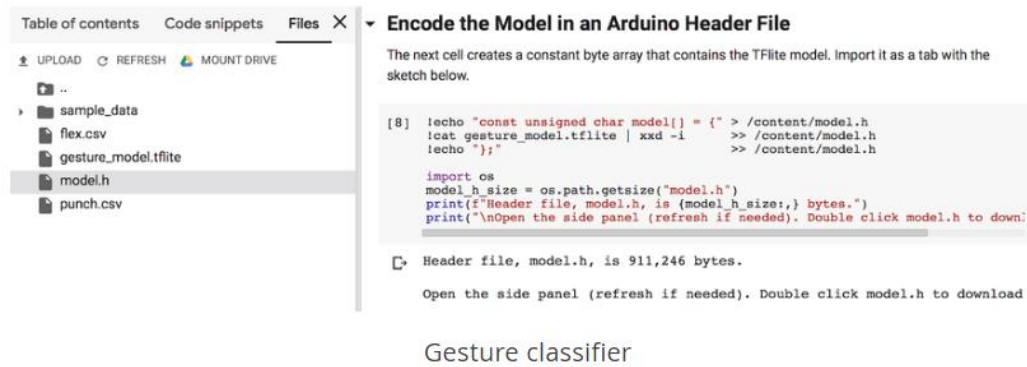 Table of contents Code snippets Files X
UPLOAD REFRESH MOUNT DRIVE
..
sample_data
flex.csv
gesture_model.tflite
model.h
punch.csv
Encode the Model in an Arduino Header File
The next cell creates a constant byte array that contains the TFlite model. Import it as a tab with the
sketch below.
[8] !echo "const unsigned char model[] = {" > /content/model.h
!cat gesture_model.tflite | xxd -i >> /content/model.h
!echo "};" >> /content/model.h
import os
model_h_size = os.path.getsize("model.h")
print(f"Header file, model.h, is {model_h_size:,} bytes.")
print("\nOpen the side panel (refresh if needed). Double click model.h to downl
Header file, model.h, is 911,246 bytes.
Open the side panel (refresh if needed). Double click model.h to download
Gesture classifier